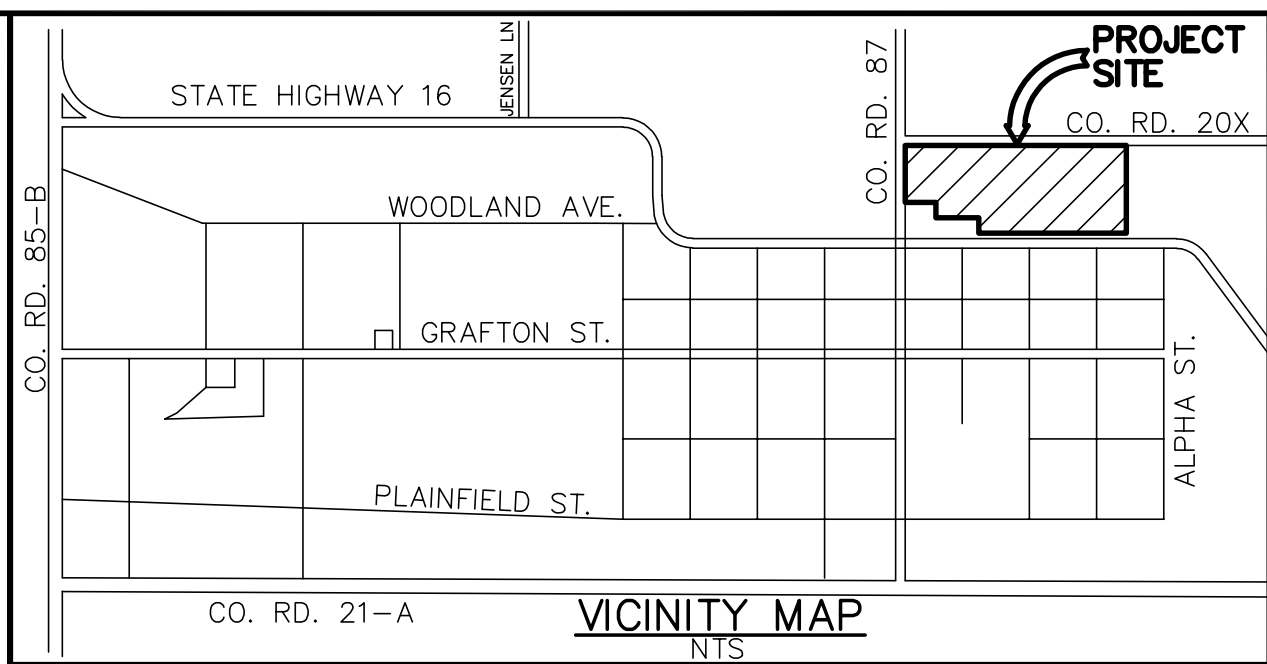 JENSEN LN
CO. RD. 87
PROJECT
SITE
STATE HIGHWAY 16
CO. RD. 20X
WOODLAND AVE.
CO. RD. 85-B
GRAFTON ST.
ALPHA ST.
PLAINFIELD ST.
CO. RD. 21-A
VICINITY MAP
NTS